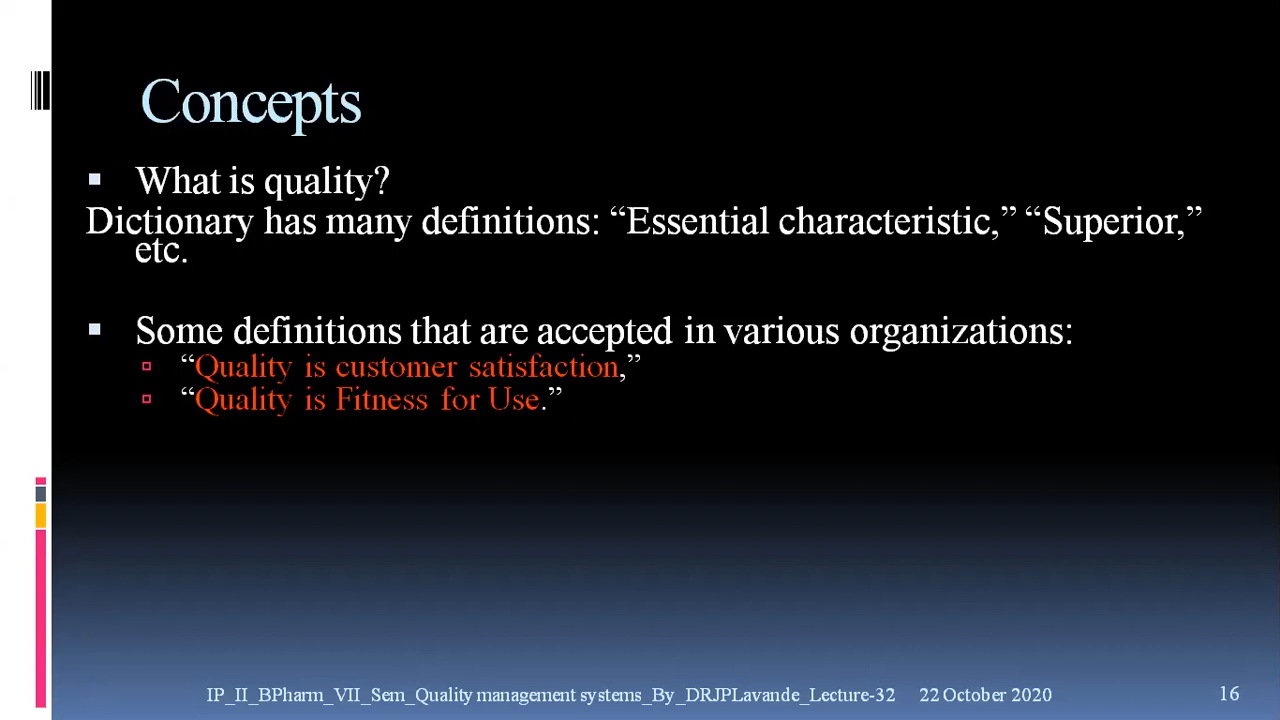 Concepts
▪ What is quality?
Dictionary has many definitions: “Essential characteristic,” “Superior,”
etc.
▪ Some definitions that are accepted in various organizations:
▫ “Quality is customer satisfaction,”
▫ “Quality is Fitness for Use.”
IP_II_BPharm_VII_Sem_Quality management systems_By_DRJPLavande_Lecture-32 22 October 2020 16